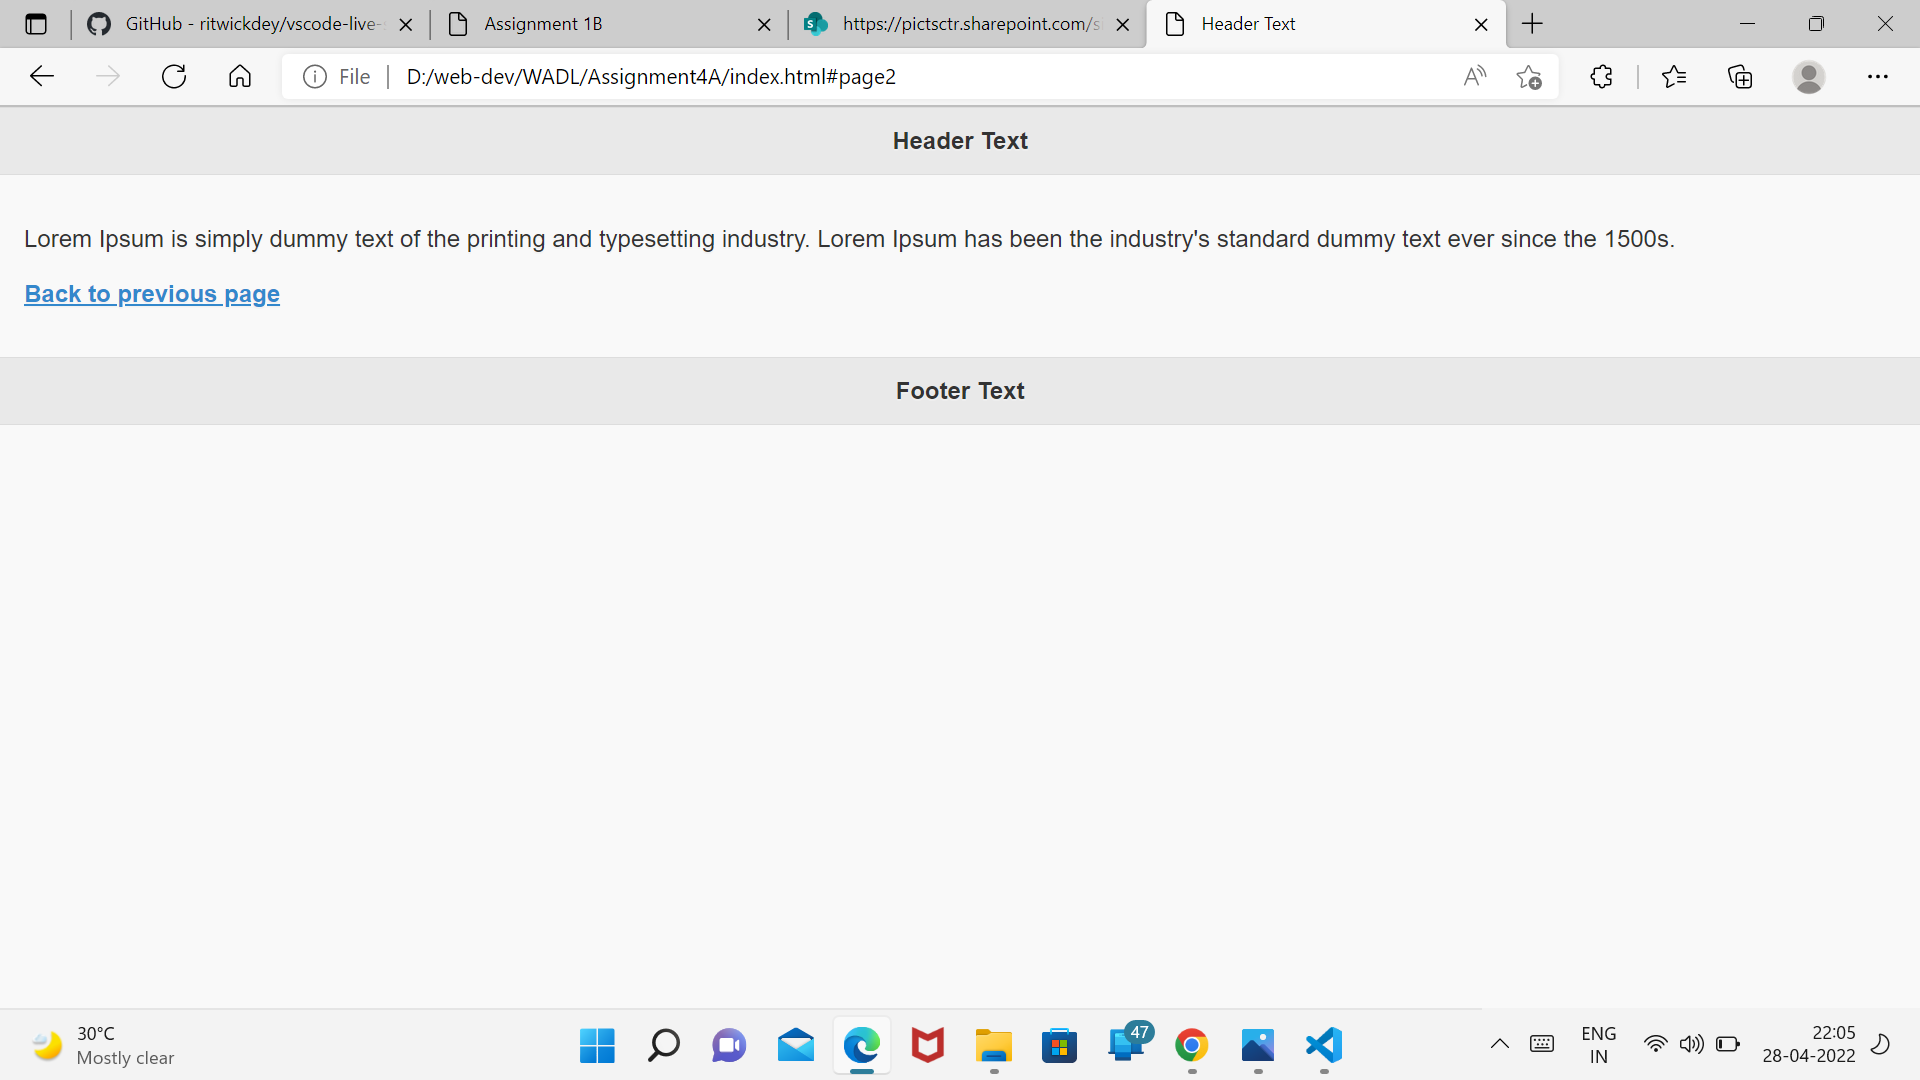 GitHub - ritwickdey/vscode-live-
Assignment 1B
https://pictsctr.sharepoint.com/s
Header Text
File
D:/web-dev/WADL/Assignment4A/index.html#page2
Header Text
Lorem Ipsum is simply dummy text of the printing and typesetting industry. Lorem Ipsum has been the industry's standard dummy text ever since the 1500s.
Back to previous page
Footer Text
30°C
Mostly clear
47
ENG
IN
22:05
28-04-2022